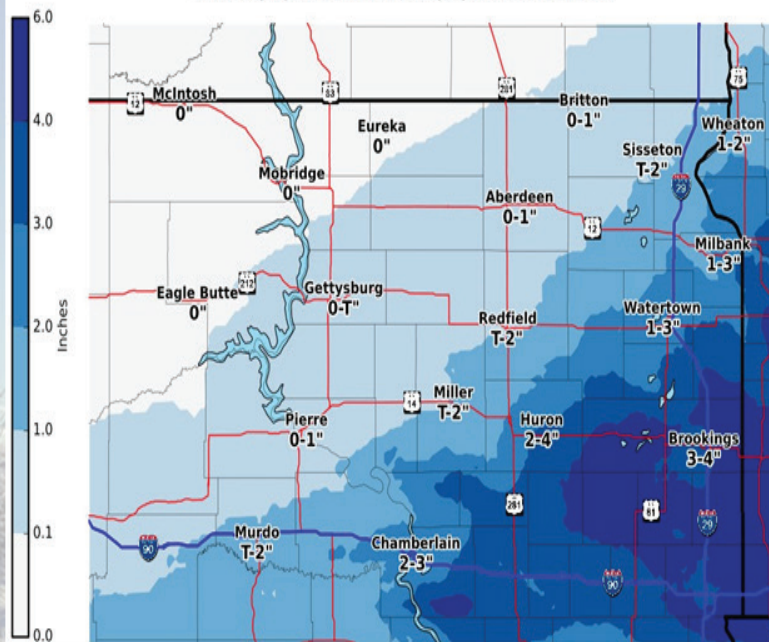 6.0
4.0
3.0
2.0
1.0
0.1
0.0
Inches
12
83
281
75
McIntosh
0"
Britton
0-1"
Eureka
0"
Wheaton
1-2"
Sisseton
T-2"
29
Mobridge
0"
Aberdeen
0-1"
12
Milbank
1-3"
212
Eagle Butte
0"
Gettysburg
0-T"
Redfield
T-2"
Watertown
1-3"
14
Miller
T-2"
Pierre
0-1"
Huron
2-4"
Brookings
3-4"
281
81
29
90
Murdo
T-2"
Chamberlain
2-3"
90